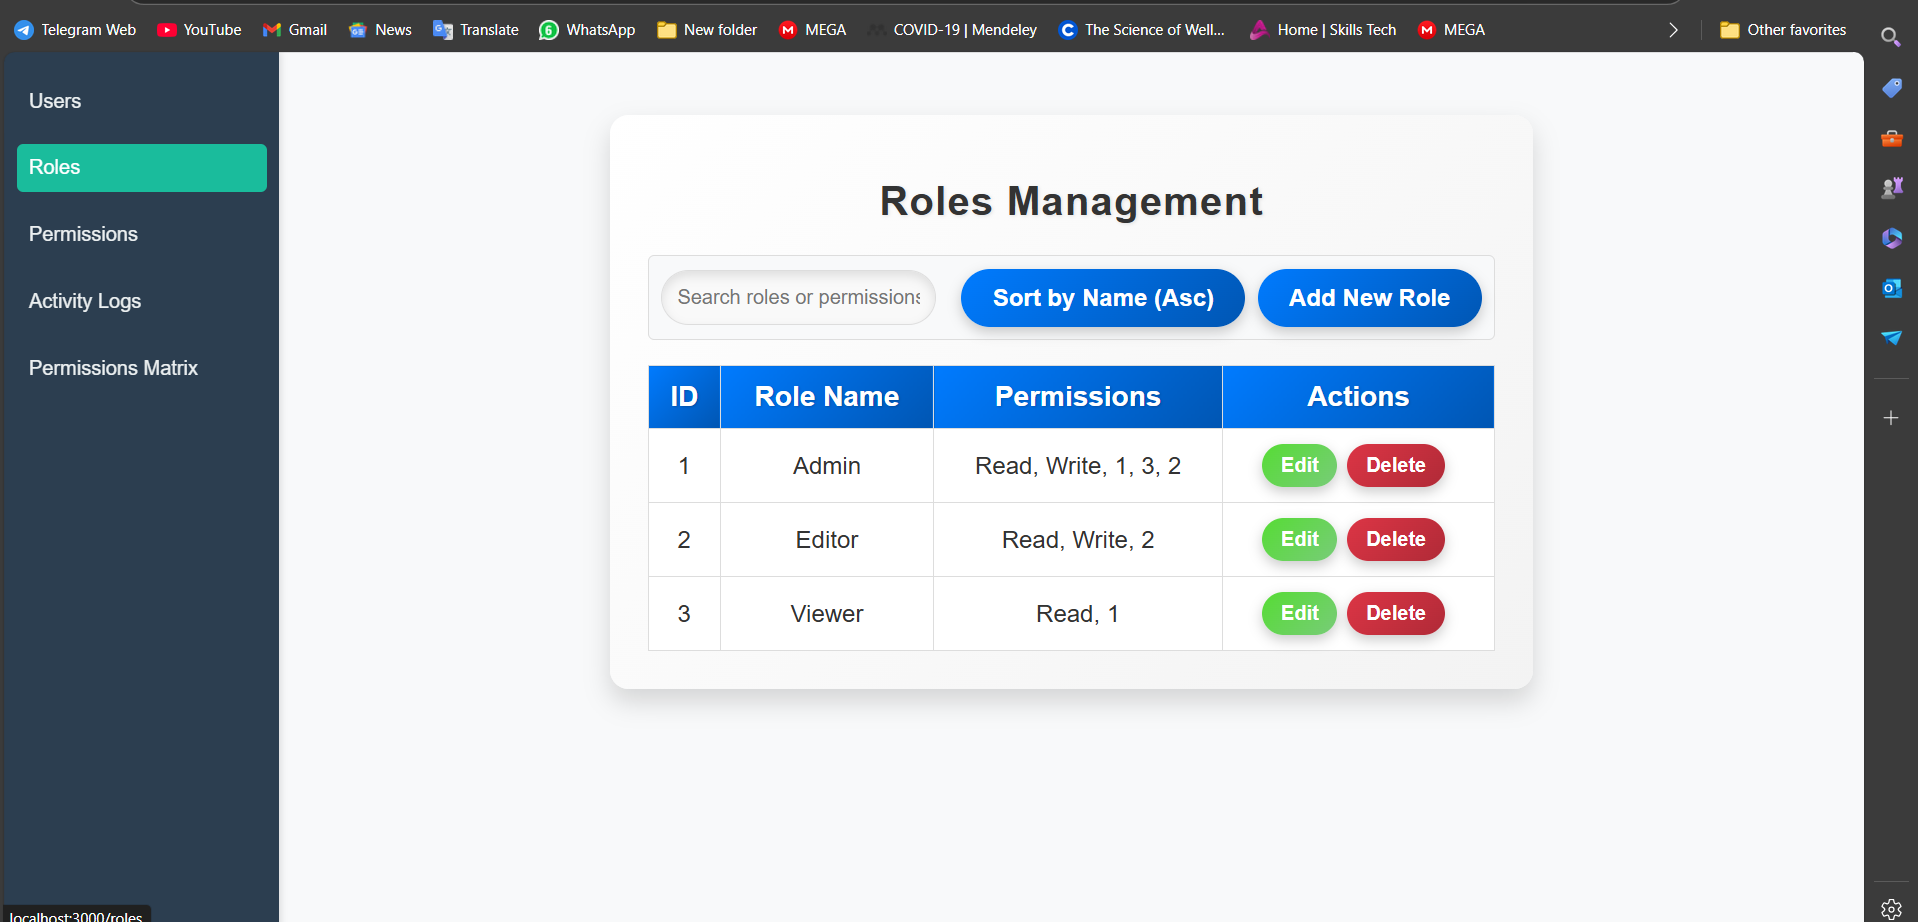 Telegram Web YouTube Gmail News Translate 6 WhatsApp New folder MEGA COVID-19 | Mendeley The Science of Well... Home | Skills Tech MEGA Other favorites
Users
Roles
Permissions
Activity Logs
Permissions Matrix
Roles Management
Search roles or permissions Sort by Name (Asc) Add New Role
ID Role Name Permissions Actions
1 Admin Read, Write, 1, 3, 2 Edit Delete
2 Editor Read, Write, 2 Edit Delete
3 Viewer Read, 1 Edit Delete
localhost:3000/roles